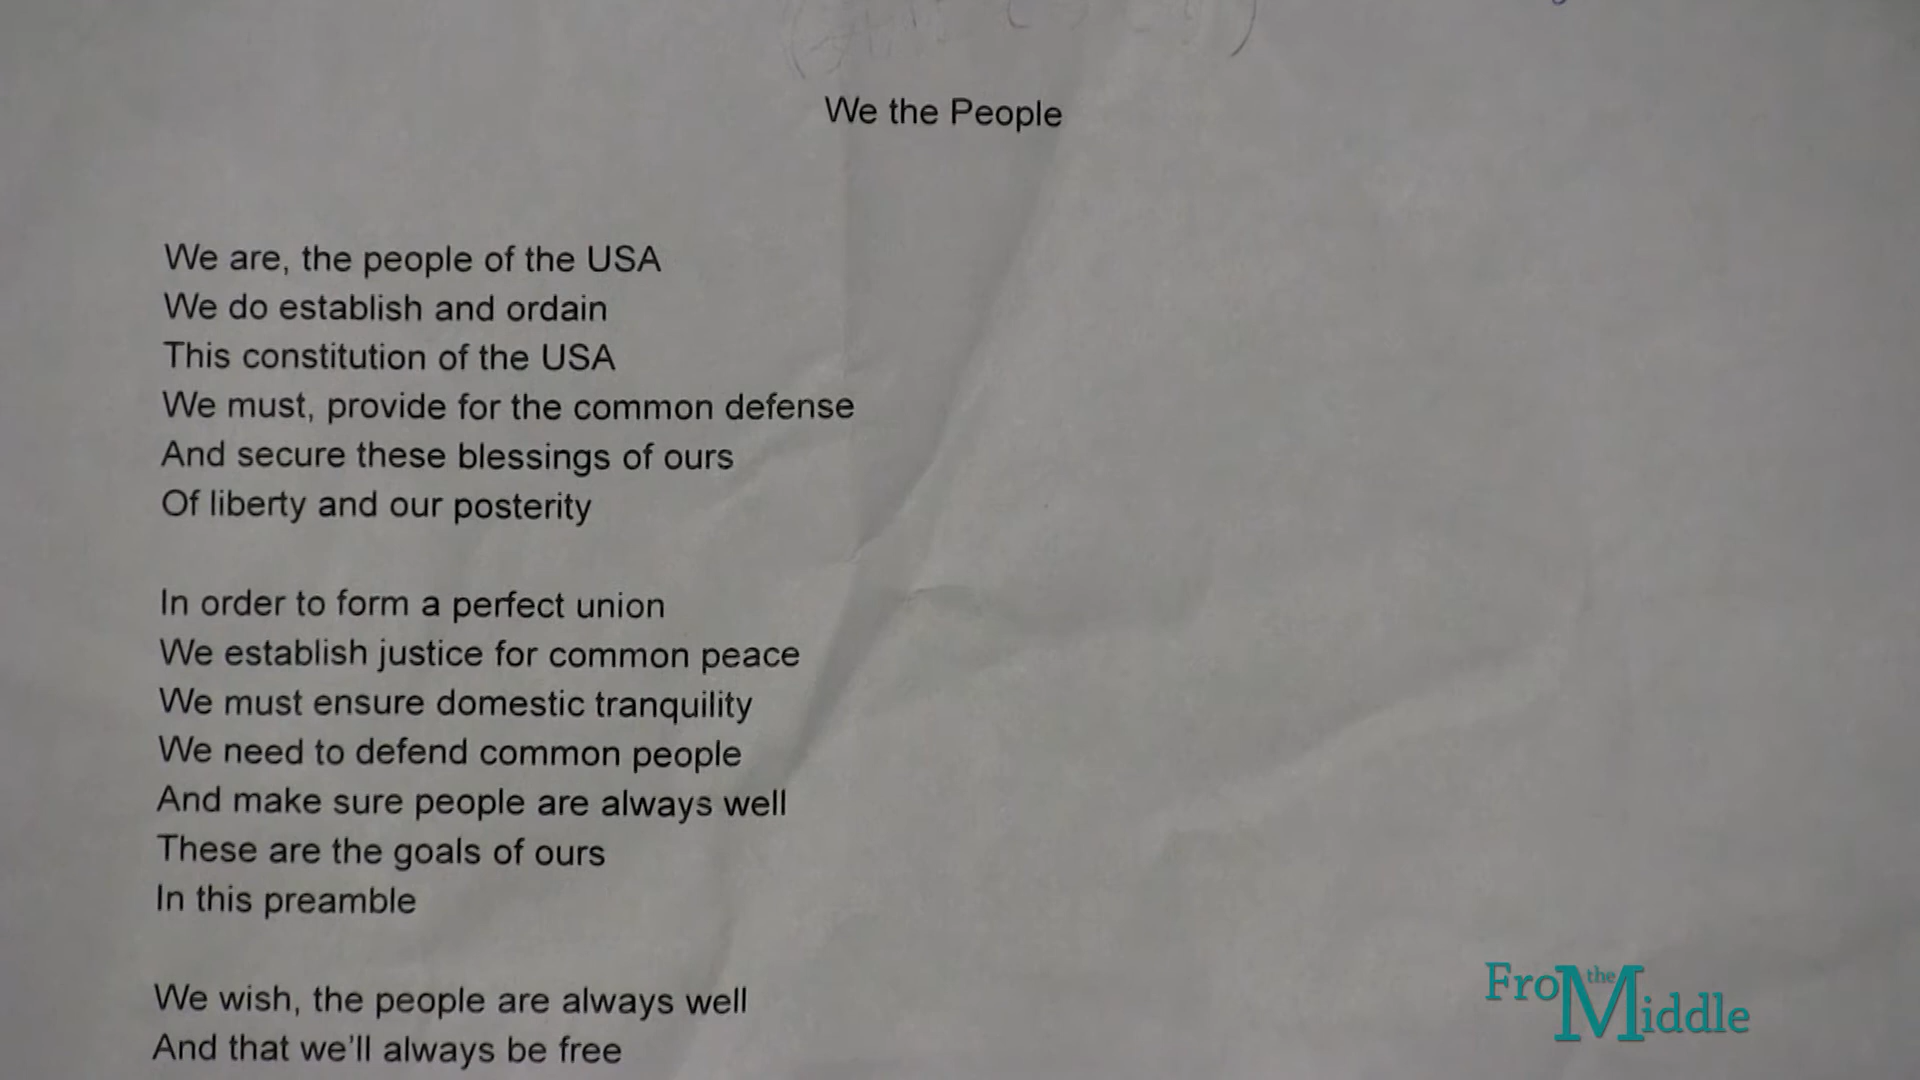 We the People
We are, the people of the USA
We do establish and ordain
This constitution of the USA
We must, provide for the common defense
And secure these blessings of ours
Of liberty and our posterity
In order to form a perfect union
We establish justice for common peace
We must ensure domestic tranquility
We need to defend common people
And make sure people are always well
These are the goals of ours
In this preamble
We wish, the people are always well
And that we'll always be free
From the Middle